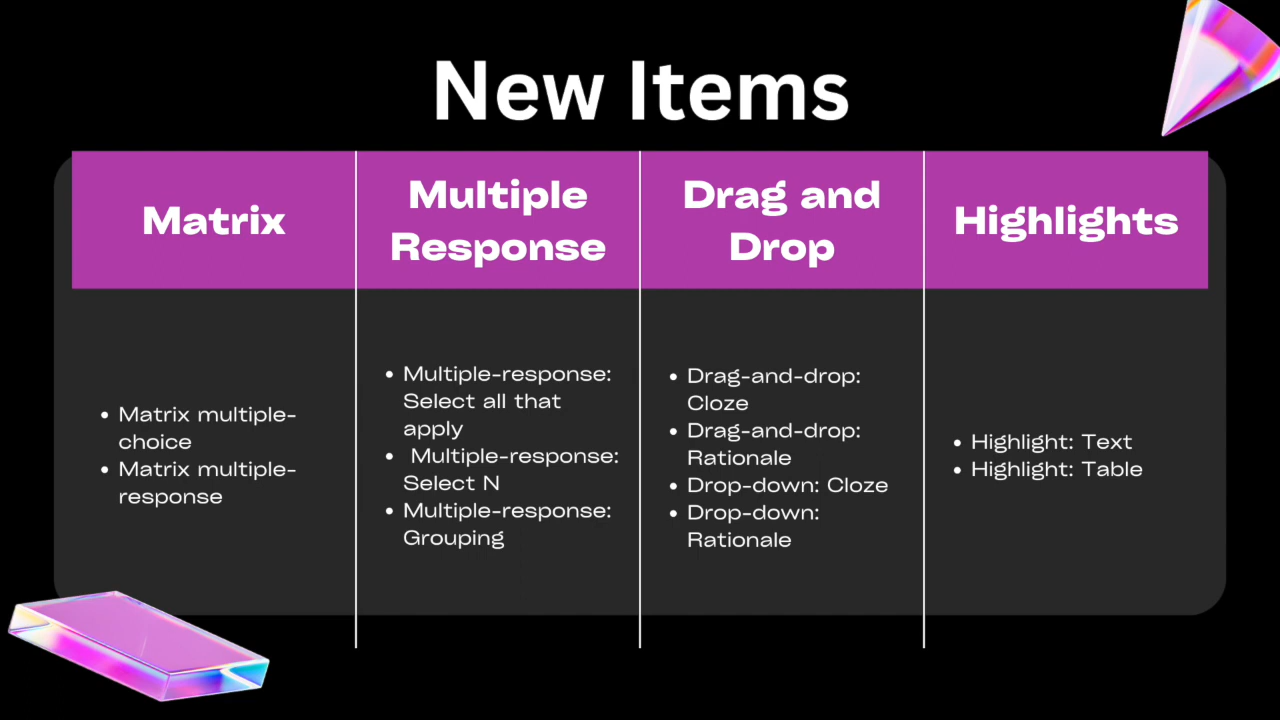 New Items
Matrix
Multiple
Response
Drag and
Drop
Highlights
• Matrix multiple-
choice
• Matrix multiple-
response
• Multiple-response:
Select all that
apply
• Multiple-response:
Select N
• Multiple-response:
Grouping
• Drag-and-drop:
Cloze
• Drag-and-drop:
Rationale
• Drop-down: Cloze
• Drop-down:
Rationale
• Highlight: Text
• Highlight: Table